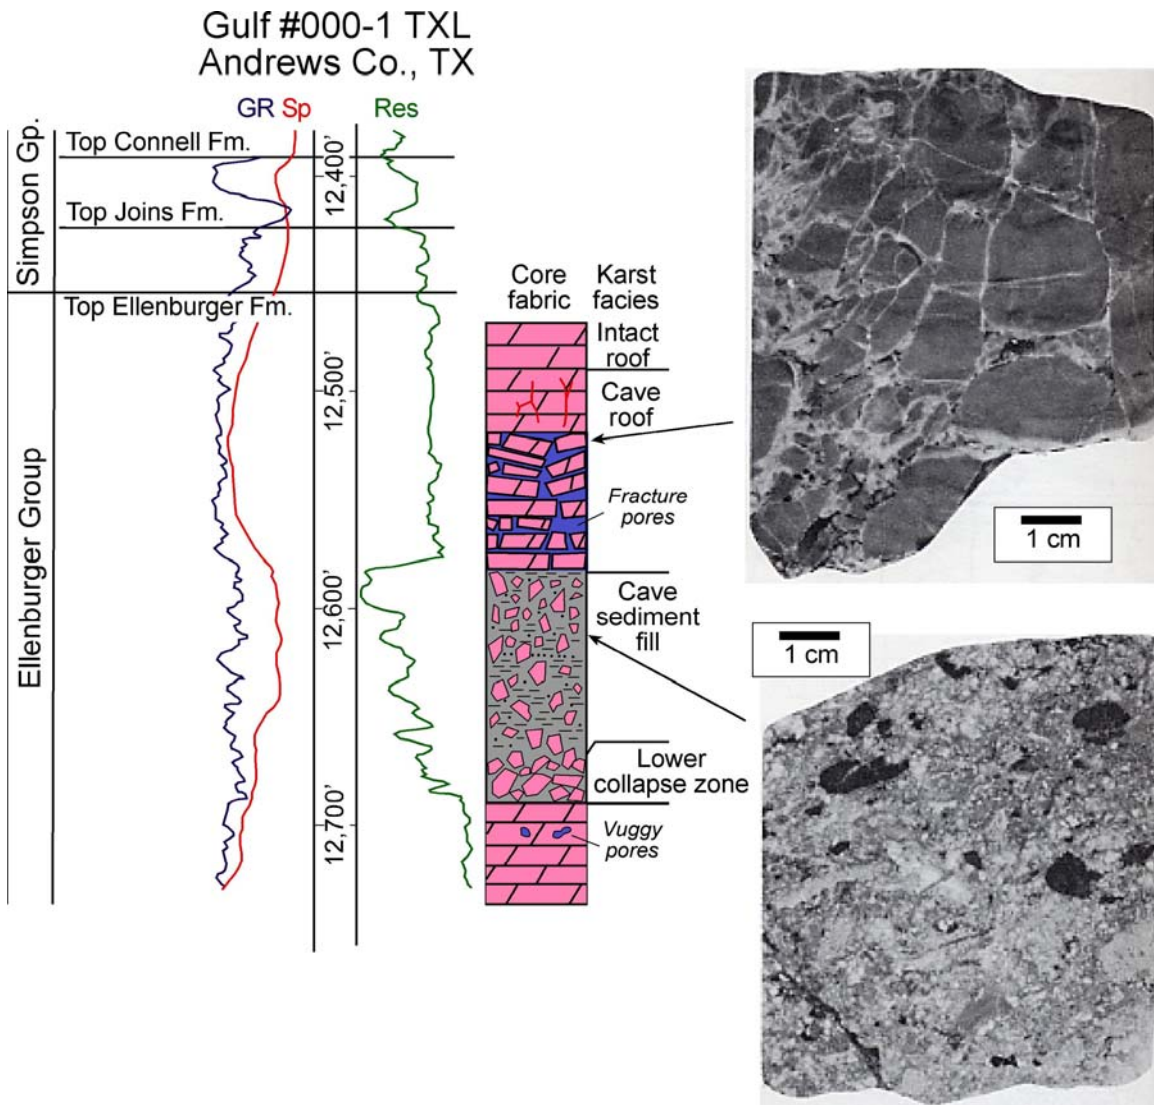 Gulf #000-1 TXL
Andrews Co., TX
GR Sp
Res
Simpson Gp.
Top Connell Fm.
12,400'
Top Joins Fm.
Ellenburger Group
Top Ellenburger Fm.
12,500'
12,600'
12,700'
Core
fabric
Karst
facies
Intact
roof
Cave
roof
Fracture
pores
Cave
sediment
fill
Lower
collapse zone
Vuggy
pores
1 cm
1 cm